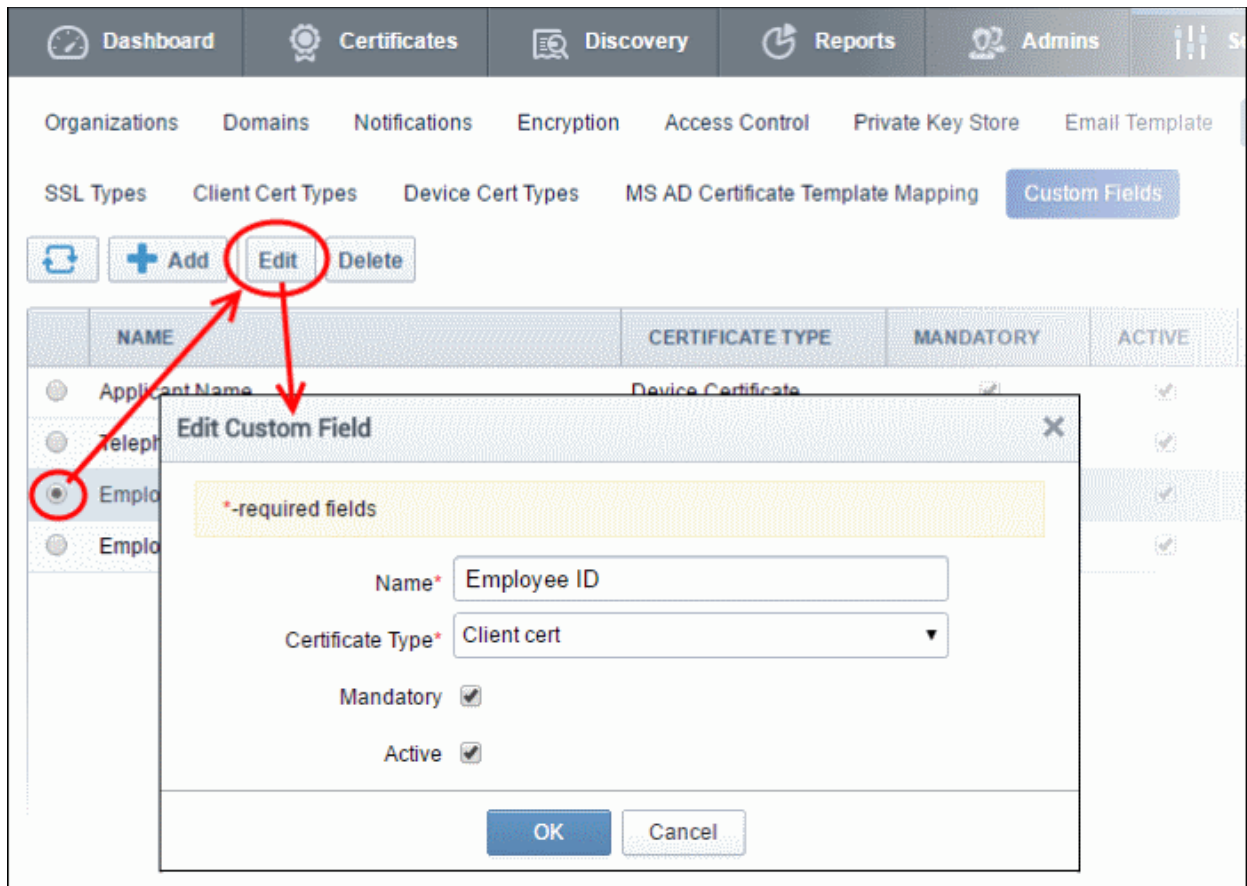 Dashboard Certificates Discovery Reports Admins
Organizations Domains Notifications Encryption Access Control Private Key Store Email Template
SSL Types Client Cert Types Device Cert Types MS AD Certificate Template Mapping Custom Fields
Add Edit Delete
NAME CERTIFICATE TYPE MANDATORY ACTIVE
Applicant Name Device Certificate
Edit Custom Field
Teleph
Emplo
*-required fields
Emplo
Name* Employee ID
Certificate Type* Client cert
Mandatory
Active
OK Cancel